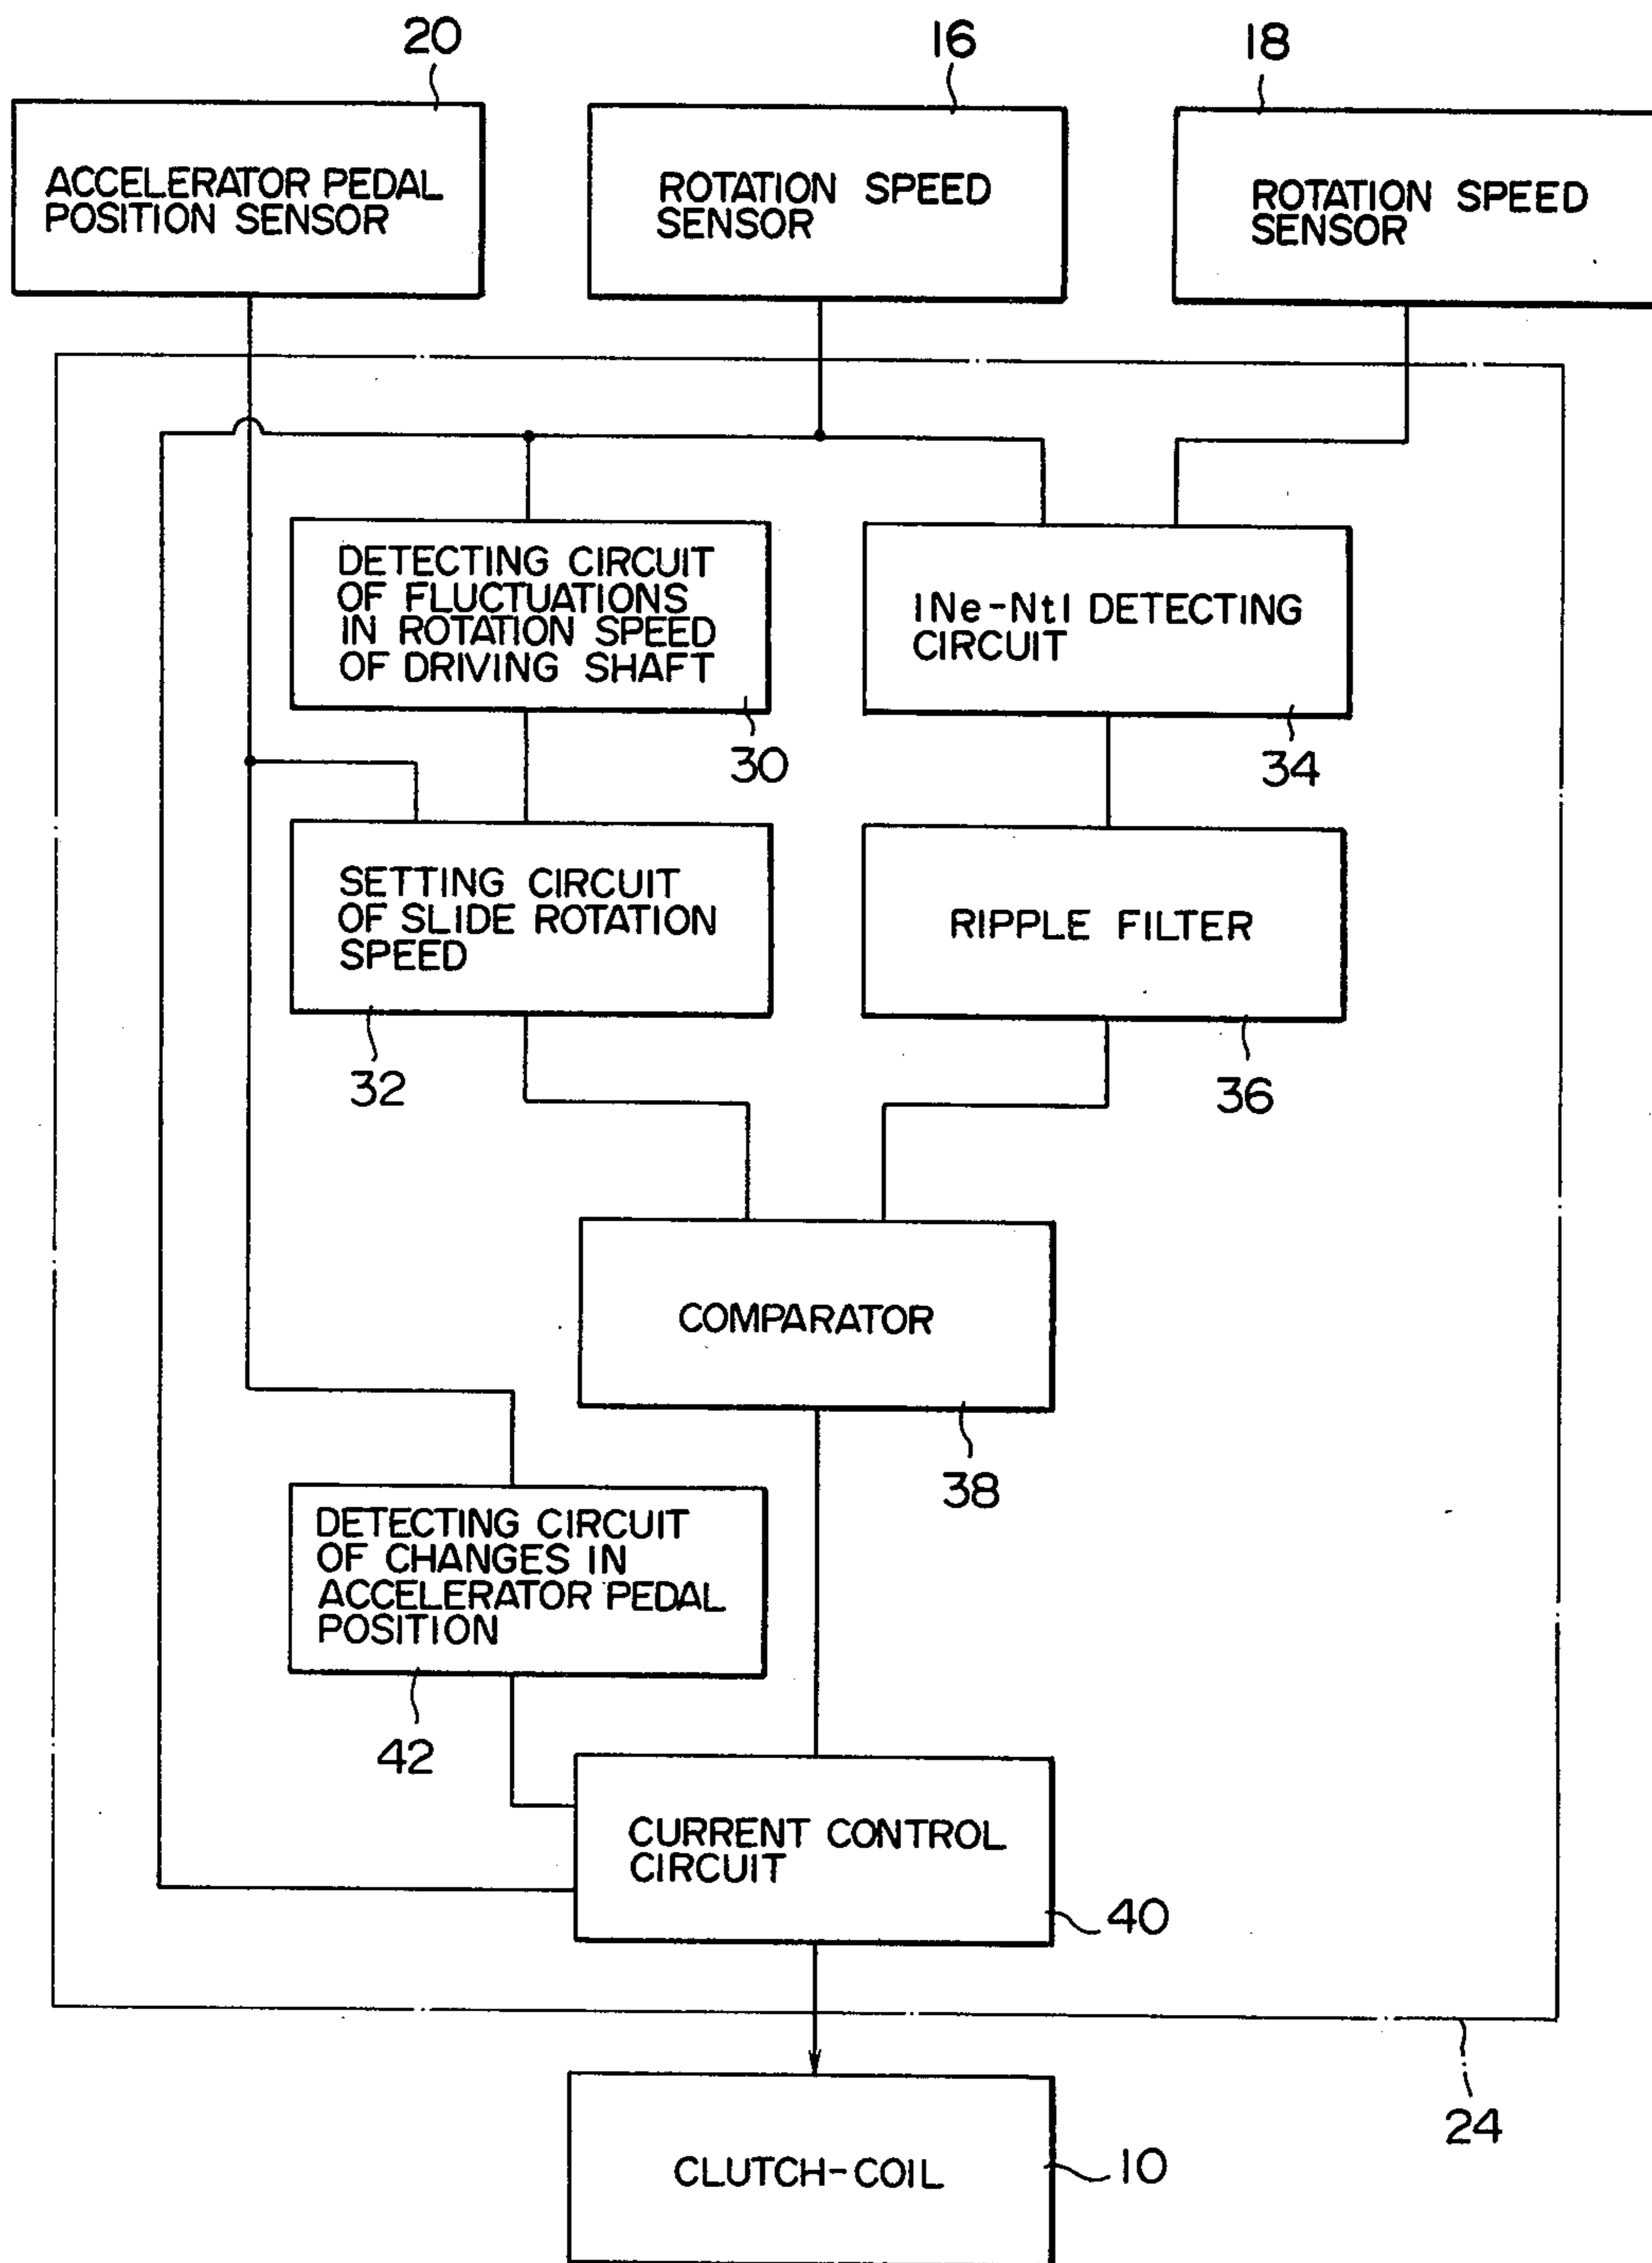 20
16
18
ACCELERATOR PEDAL
POSITION SENSOR
ROTATION SPEED
SENSOR
ROTATION SPEED
SENSOR
DETECTING CIRCUIT
OF FLUCTUATIONS
IN ROTATION SPEED
OF DRIVING SHAFT
30
|Ne-Nt| DETECTING
CIRCUIT
34
SETTING CIRCUIT
OF SLIDE ROTATION
SPEED
32
RIPPLE FILTER
36
COMPARATOR
38
DETECTING CIRCUIT
OF CHANGES IN
ACCELERATOR PEDAL
POSITION
42
CURRENT CONTROL
CIRCUIT
40
24
CLUTCH-COIL
10